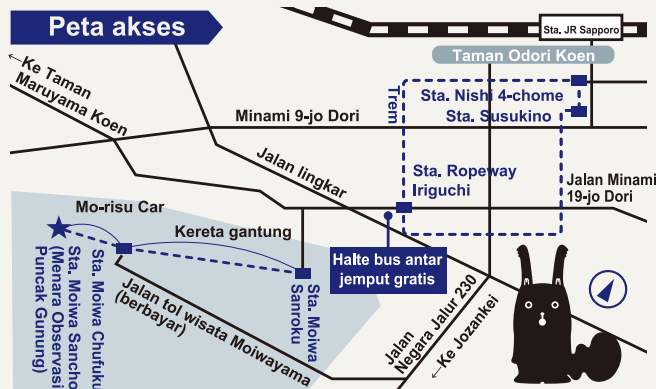 Peta akses
Sta. JR Sapporo
Taman Odori Koen
←Ke Taman
Maruyama Koen
Trem
Sta. Nishi 4-chome
Sta. Susukino
Minami 9-jo Dori
Jalan lingkar
Sta. Ropeway
Iriguchi
Jalan Minami
19-jo Dori
Mo-risu Car
Kereta gantung
Halte bus antar
jemput gratis
Sta. Moiwa
Sanroku
Sta. Moiwa Chufuku
Sta. Moiwa Sancho
(Menara Observasi
Puncak Gunung)
Jalan tol wisata Moiwayama
(berbayar)
Jalan
Negara Jalur 230
←Ke Jozankei